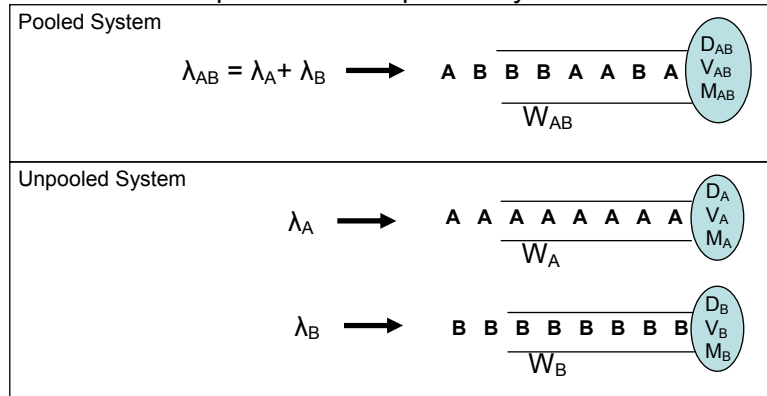 Pooled System
λAB = λA+ λB
A B B B A A B A
DAB
VAB
MAB
WAB
Unpooled System
λA
A A A A A A A A
DA
VA
MA
WA
λB
B B B B B B B B
DB
VB
MB
WB